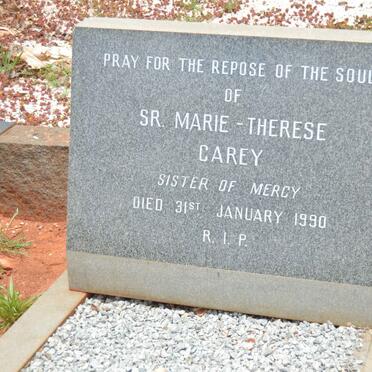 PRAY FOR THE REPOSE OF THE SOUL
OF
SR. MARIE-THERESE
CAREY
SISTER OF MERCY
DIED 31ST JANUARY 1990
R.I.P.